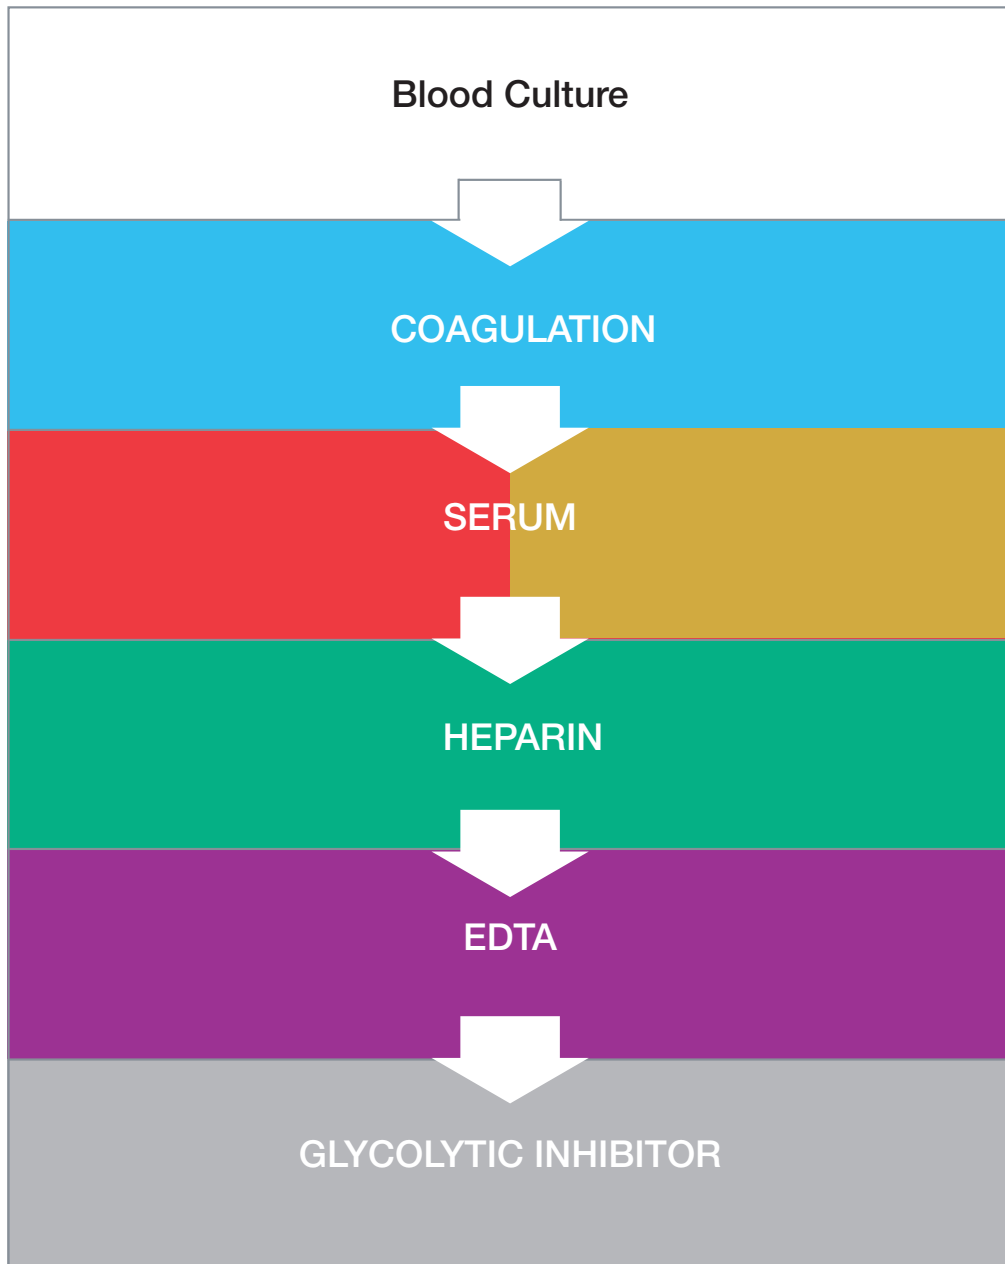 Blood Culture
COAGULATION
SERUM
HEPARIN
EDTA
GLYCOLYTIC INHIBITOR